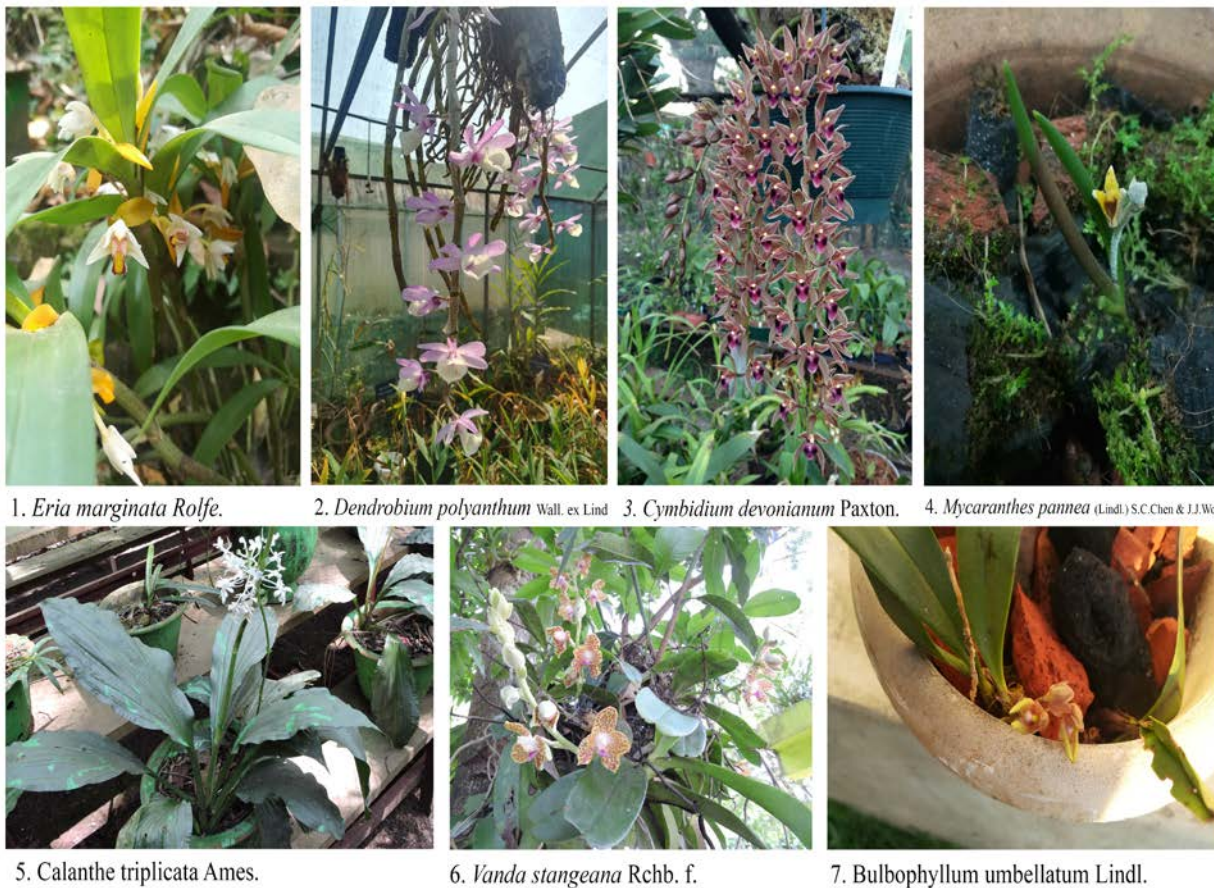 1. Eria marginata Rolfe.
2. Dendrobium polyanthum Wall. ex Lind
3. Cymbidium devonianum Paxton.
4. Mycaranthes pannea (Lindl.) S.C.Chen & J.J.Wo
5. Calanthe triplicata Ames.
6. Vanda stangeana Rchb. f.
7. Bulbophyllum umbellatum Lindl.